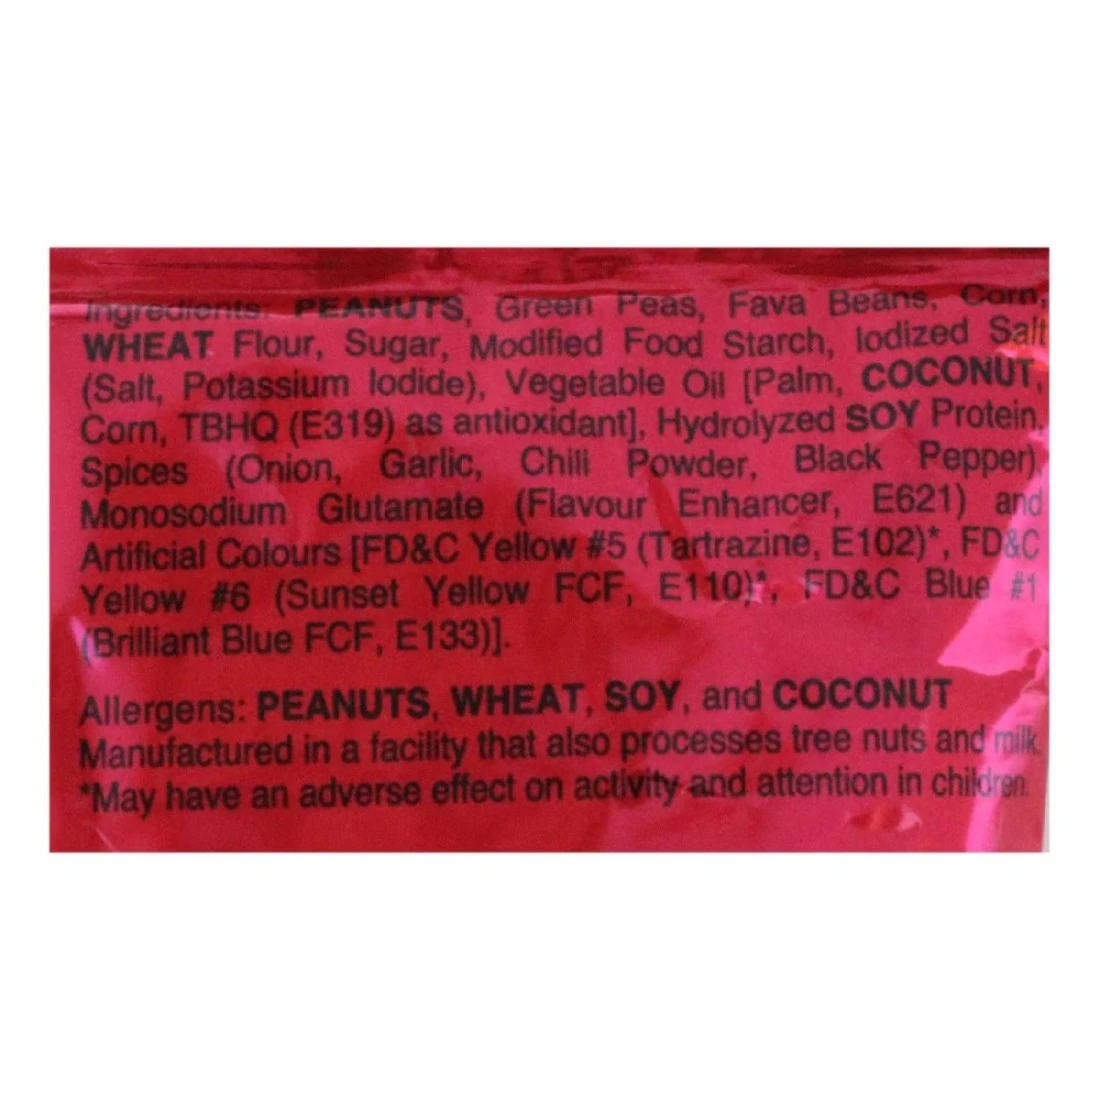 Ingredients: PEANUTS, Green Peas, Fava Beans, Corn,
WHEAT Flour, Sugar, Modified Food Starch, Iodized Salt
(Salt, Potassium Iodide), Vegetable Oil [Palm, COCONUT,
Corn, TBHQ (E319) as antioxidant], Hydrolyzed SOY Protein,
Spices (Onion, Garlic, Chili Powder, Black Pepper)
Monosodium Glutamate (Flavour Enhancer, E621) and
Artificial Colours [FD&C Yellow #5 (Tartrazine, E102)*, FD&C
Yellow #6 (Sunset Yellow FCF, E110)*, FD&C Blue #1
(Brilliant Blue FCF, E133)].
Allergens: PEANUTS, WHEAT, SOY, and COCONUT
Manufactured in a facility that also processes tree nuts and milk.
*May have an adverse effect on activity and attention in children.